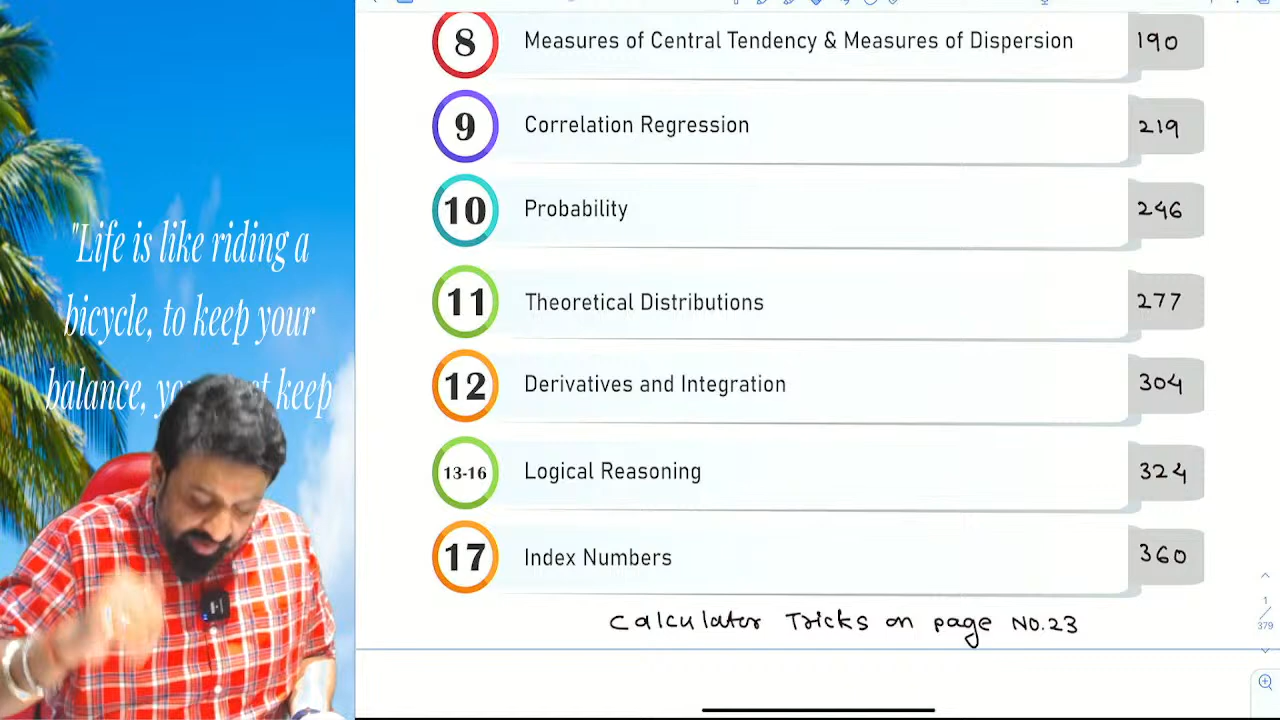 "Life is like riding a
bicycle, to keep your
balance, keep
8 Measures of Central Tendency & Measures of Dispersion 190
9 Correlation Regression 219
10 Probability 246
11 Theoretical Distributions 277
12 Derivatives and Integration 304
13-16 Logical Reasoning 324
17 Index Numbers 360
Calculator Tricks on page NO.23
1
379